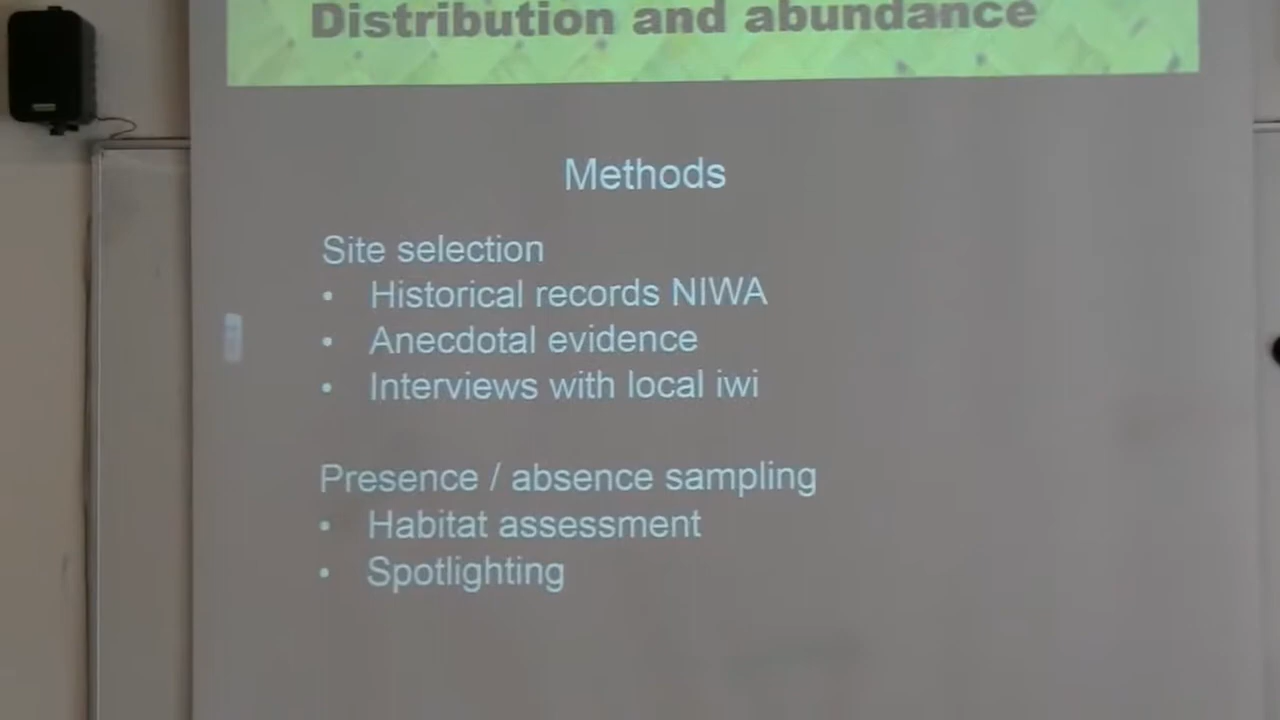 Distribution and abundance
Methods
Site selection
• Historical records NIWA
• Anecdotal evidence
• Interviews with local iwi
Presence / absence sampling
• Habitat assessment
• Spotlighting